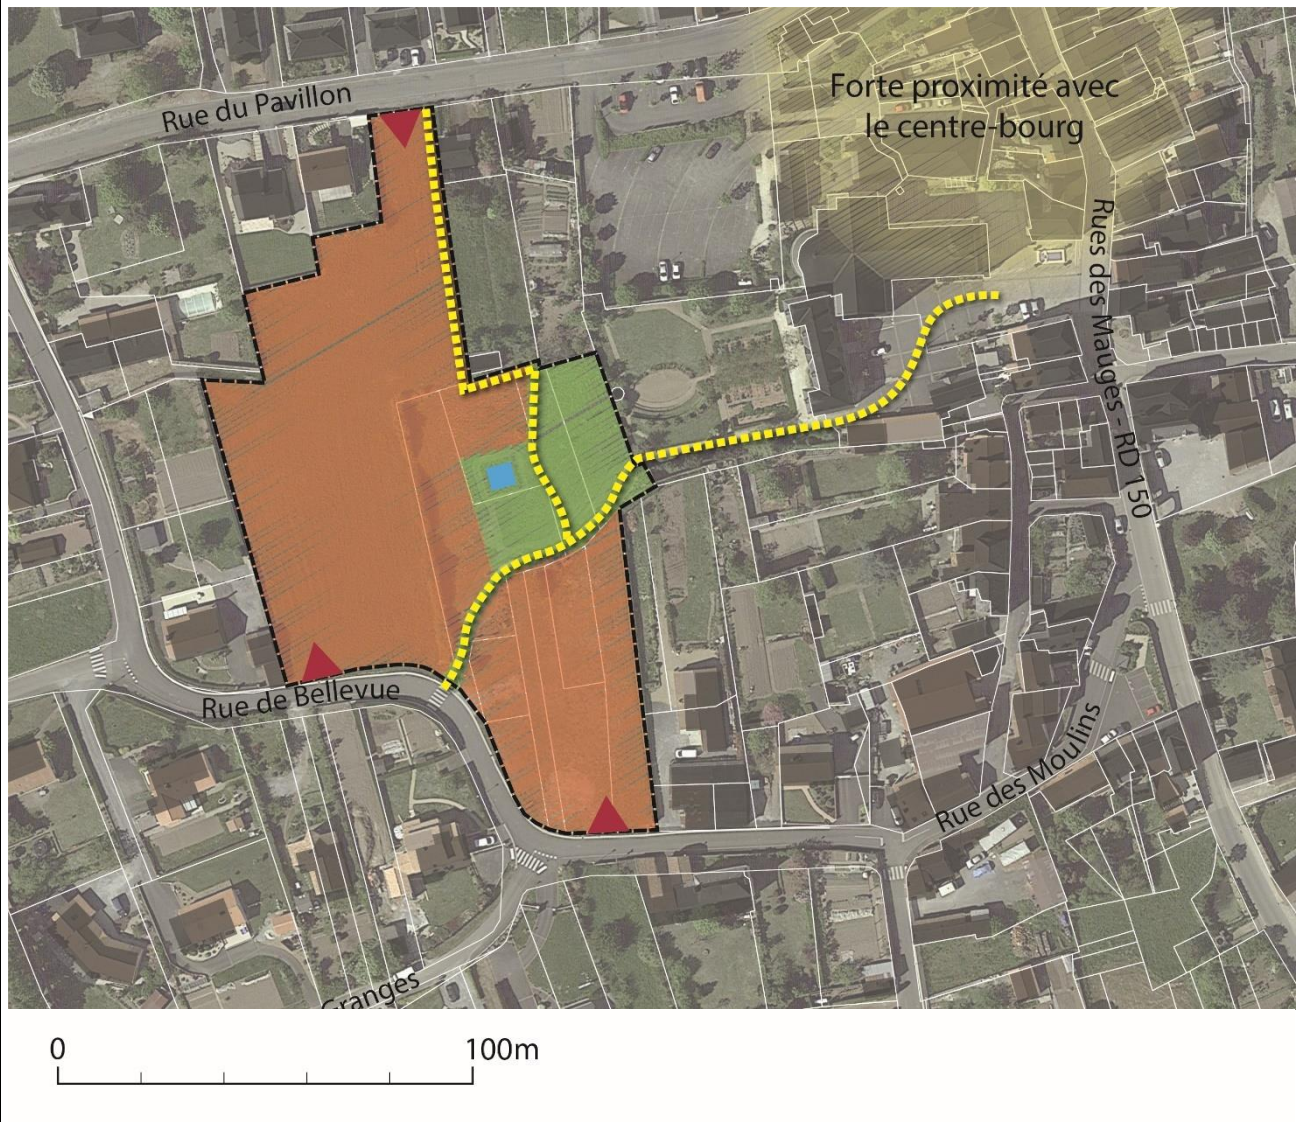 Rue du Pavillon
Forte proximité avec
le centre-bourg
Rues des Mauges - RD 150
Rue de Bellevue
Rue des Moulins
Granges
0
100m